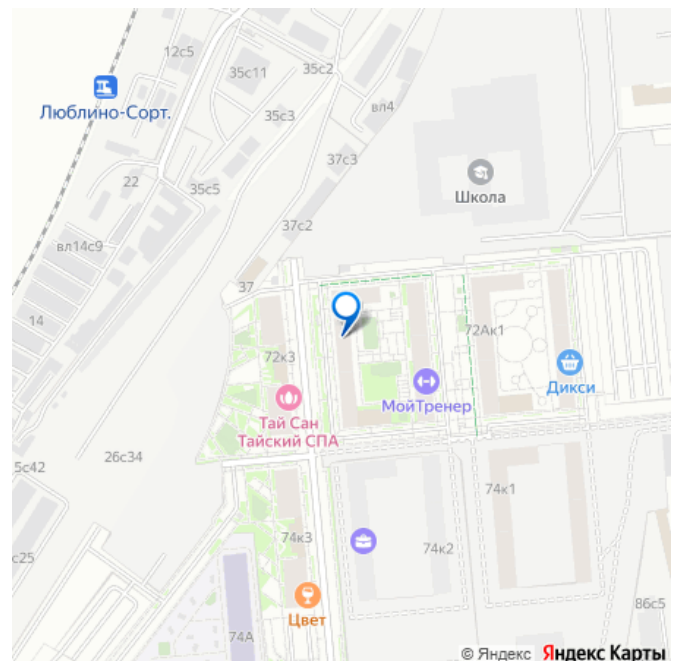 12с5
35с11
35с2
Люблино-Сорт.
35с3
вл4
22
35с5
37с3
Школа
37с2
вл14с9
37
14
72к3
72Ак1
МойТренер
Дикси
Тай Сан
Тайский СПА
5с42
26с34
74к1
с25
74к3
74к2
Цвет
86с5
74А
© Яндекс Яндекс Карты